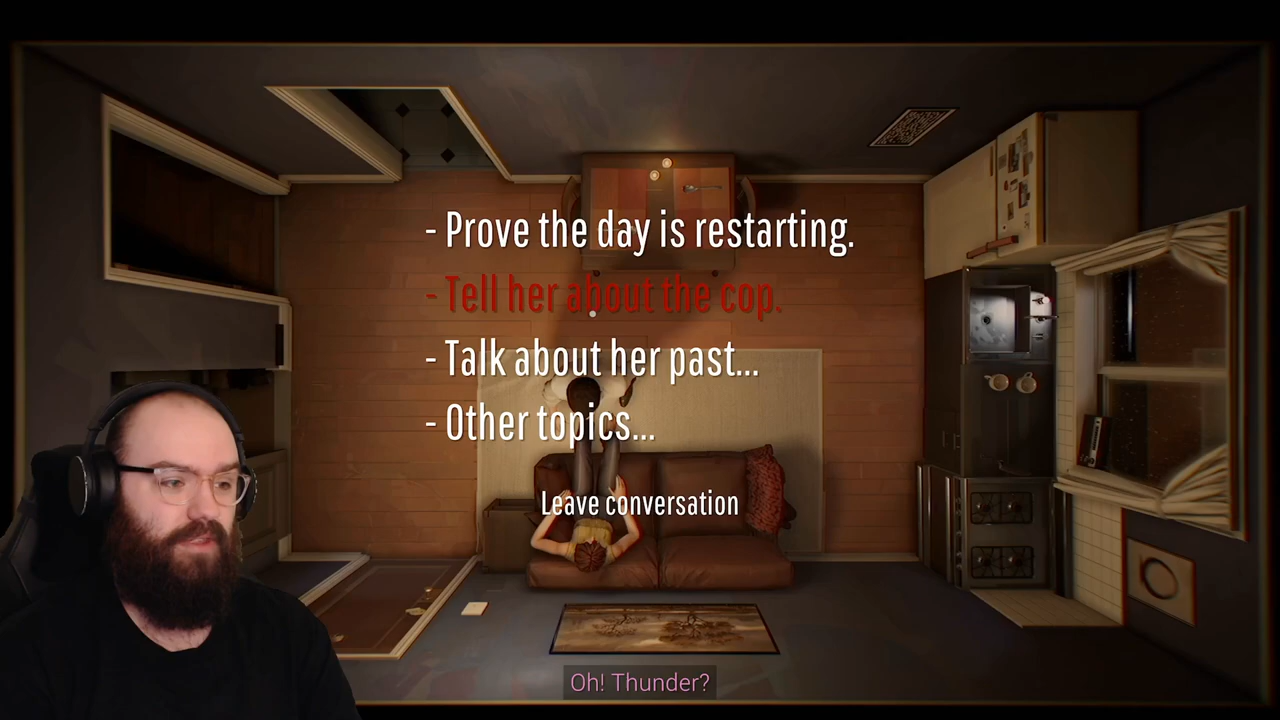 - Prove the day is restarting.
- Tell her about the cop.
- Talk about her past...
- Other topics...
Leave conversation
Oh! Thunder?